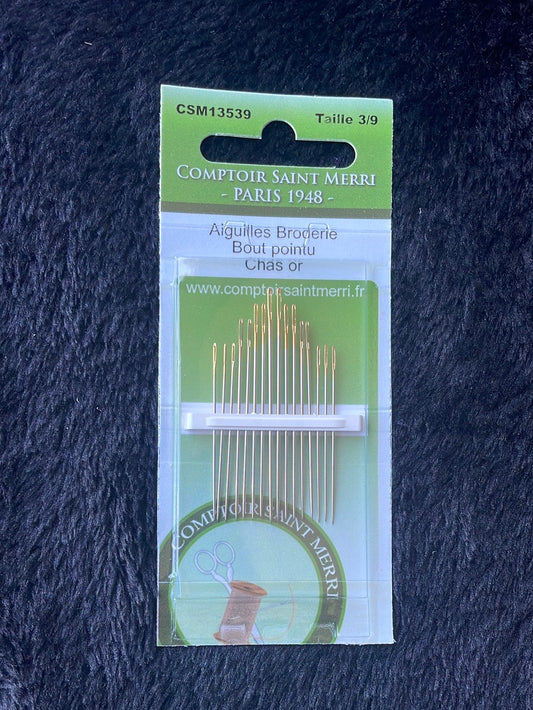 CSM13539 Taille 3/9
COMPTOIR SAINT MERRI
- PARIS 1948 -
Aiguilles Broderie
Bout pointu
Chas or
www.comptoirsaintmerri.fr
COMPTOIR SAINT MERRI